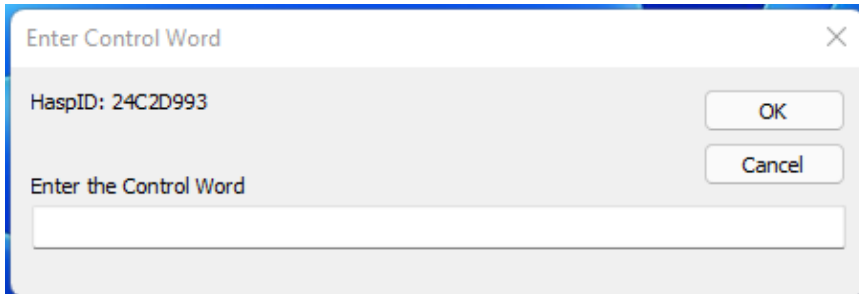 Enter Control Word
HaspID: 24C2D993
OK
Cancel
Enter the Control Word